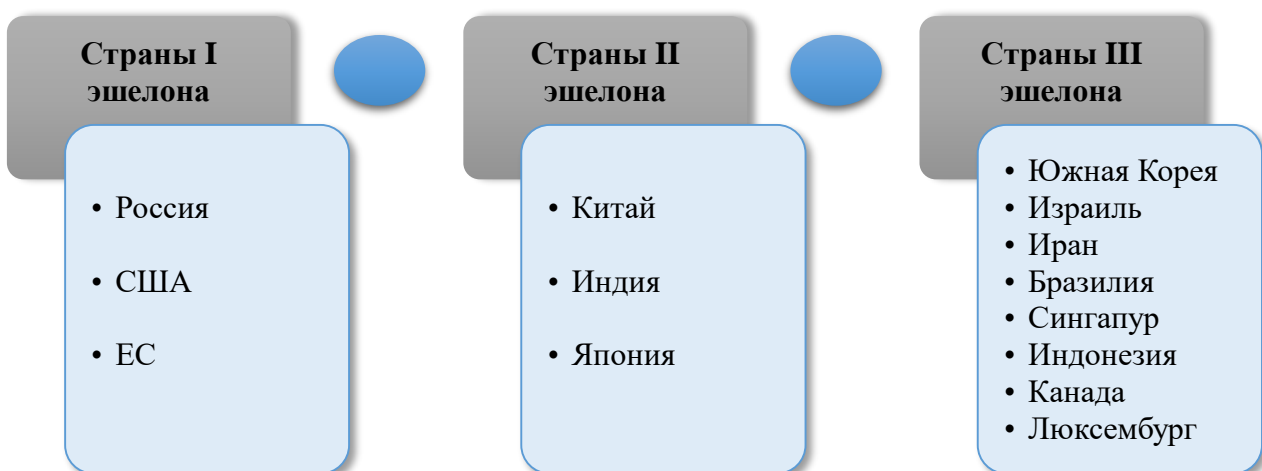 Страны I
эшелона
• Россия
• США
• ЕС
Страны II
эшелона
• Китай
• Индия
• Япония
Страны III
эшелона
• Южная Корея
• Израиль
• Иран
• Бразилия
• Сингапур
• Индонезия
• Канада
• Люксембург